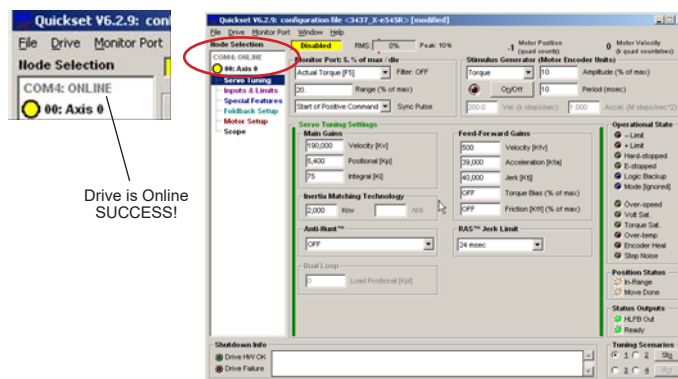 Quickset V6.2.9: con
File Drive Monitor Port
Node Selection
COM4: ONLINE
00: Axis 0
Drive is Online
SUCCESS!
Quickset V6.2.9: configuration file <3437_X-e545R> [modified]
File Drive Monitor Port Window Help
Node Selection
COM4: ONLINE
00: Axis 0
Servo Tuning
Inputs & Limits
Special Features
Foldback Setup
Motor Setup
Scope
Disabled RMS: 0% Peak: 10%
-1 Motor Position (quad counts)
0 Motor Velocity (k quad counts/sec)
Monitor Port: 5. % of max / div
Actual Torque [F5] Filter: OFF
20. Range (% of max)
Start of Positive Command Sync Pulse
Stimulus Generator (Motor Encoder Units)
Torque 10 Amplitude (% of max)
On/Off 10 Period (msec)
200.0 Vel. (k steps/sec) 1.000 Accel. (M steps/sec^2)
Servo Tuning Settings
Main Gains
190,000 Velocity [Kv]
5,400 Positional [Kp]
75 Integral [Ki]
Inertia Matching Technology
2,000 Knv N/A
Anti-Hunt™
OFF
Dual Loop
0 Load Positional [Kpl]
Feed-Forward Gains
500 Velocity [Kfv]
39,000 Acceleration [Kfa]
40,000 Jerk [Kfj]
OFF Torque Bias (% of max)
OFF Friction [Kff] (% of max)
RAS™ Jerk Limit
24 msec
Operational State
- Limit
+ Limit
Hard-stopped
E-stopped
Logic Backup
Mode [Ignored]
Over-speed
Volt Sat.
Torque Sat.
Over-temp
Encoder Heal
Step Noise
Position Status
In-Range
Move Done
Status Outputs
HLFB Out
Ready
Shutdown Info
Drive HW OK
Drive Failure
Tuning Scenarios
1 2 Stg
3 4